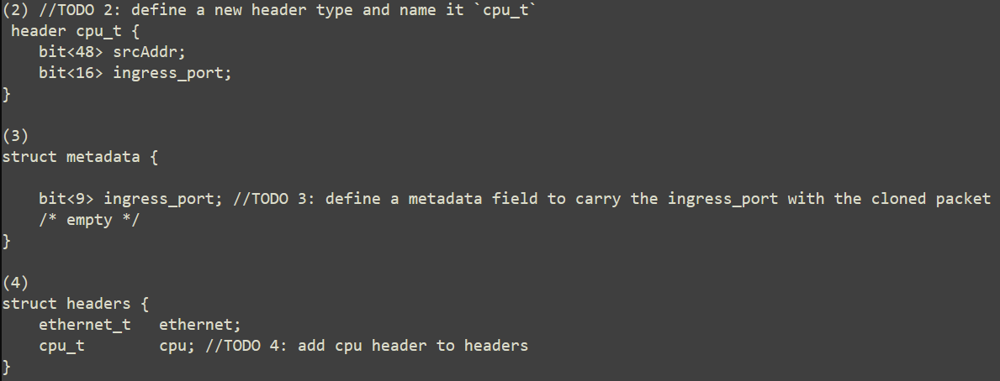 (2) //TODO 2: define a new header type and name it `cpu_t`
header cpu_t {
bit<48> srcAddr;
bit<16> ingress_port;
}
(3)
struct metadata {
bit<9> ingress_port; //TODO 3: define a metadata field to carry the ingress_port with the cloned packet
/* empty */
}
(4)
struct headers {
ethernet_t ethernet;
cpu_t cpu; //TODO 4: add cpu header to headers
}